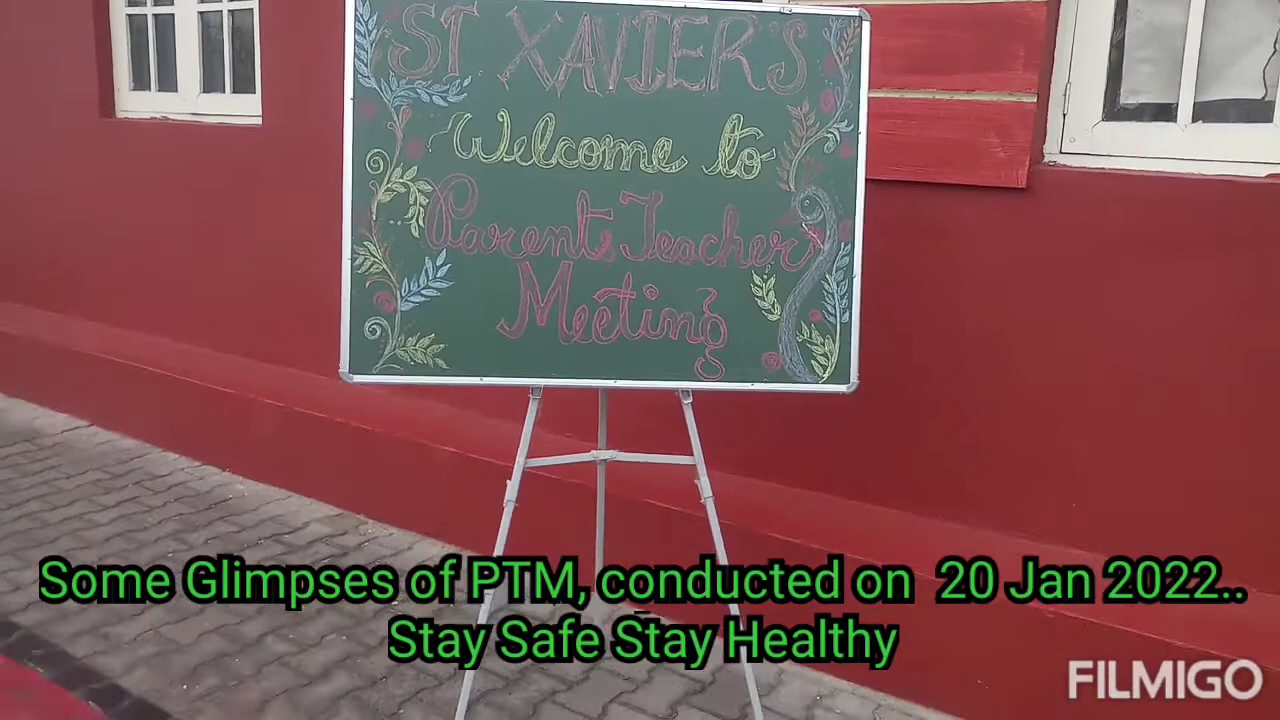 ST XAVIER'S
Welcome to
Parent Teacher
Meeting
Some Glimpses of PTM, conducted on 20 Jan 2022..
Stay Safe Stay Healthy
FILMIGO